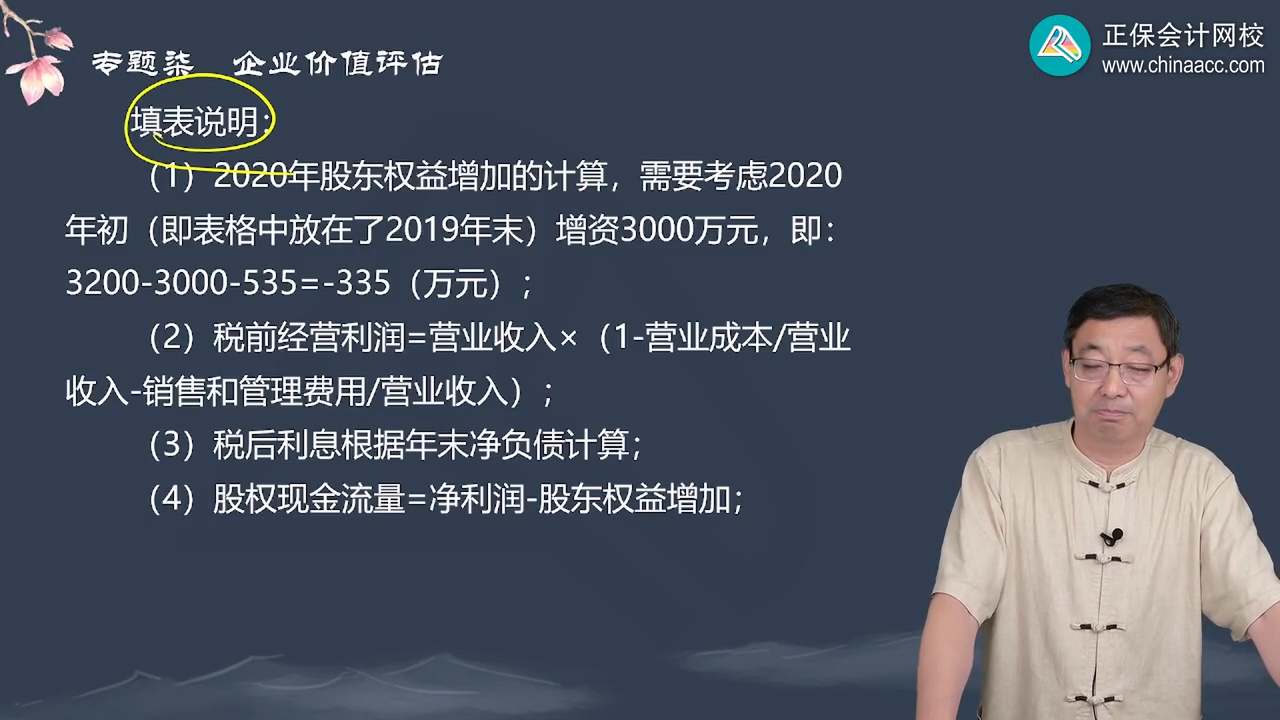 专题柒 企业价值评估
正保会计网校
www.chinaacc.com
填表说明：
（1）2020年股东权益增加的计算，需要考虑2020
年初（即表格中放在了2019年末）增资3000万元，即：
3200-3000-535=-335（万元）；
（2）税前经营利润=营业收入×（1-营业成本/营业
收入-销售和管理费用/营业收入）；
（3）税后利息根据年末净负债计算；
（4）股权现金流量=净利润-股东权益增加；